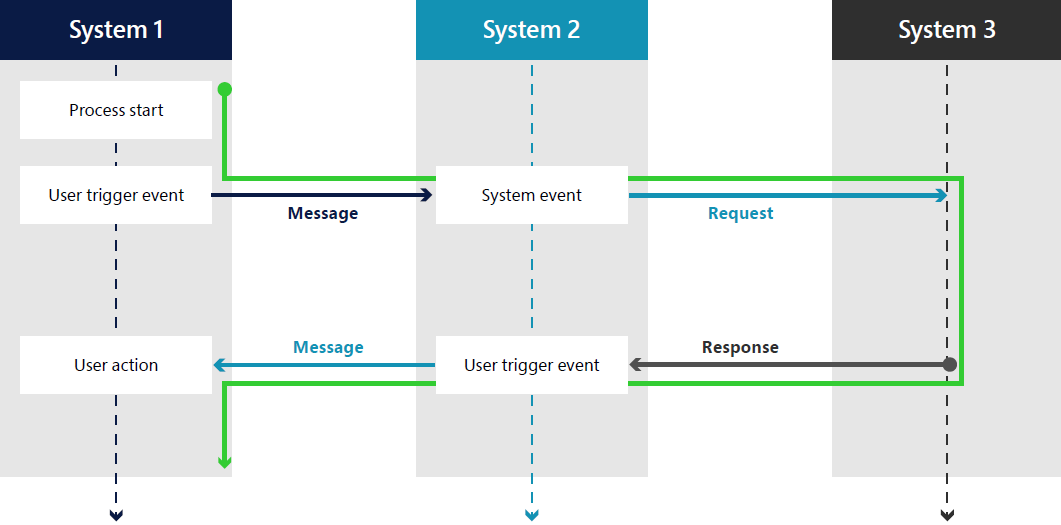 System 1
System 2
System 3
Process start
User trigger event
Message
System event
Request
User action
Message
User trigger event
Response